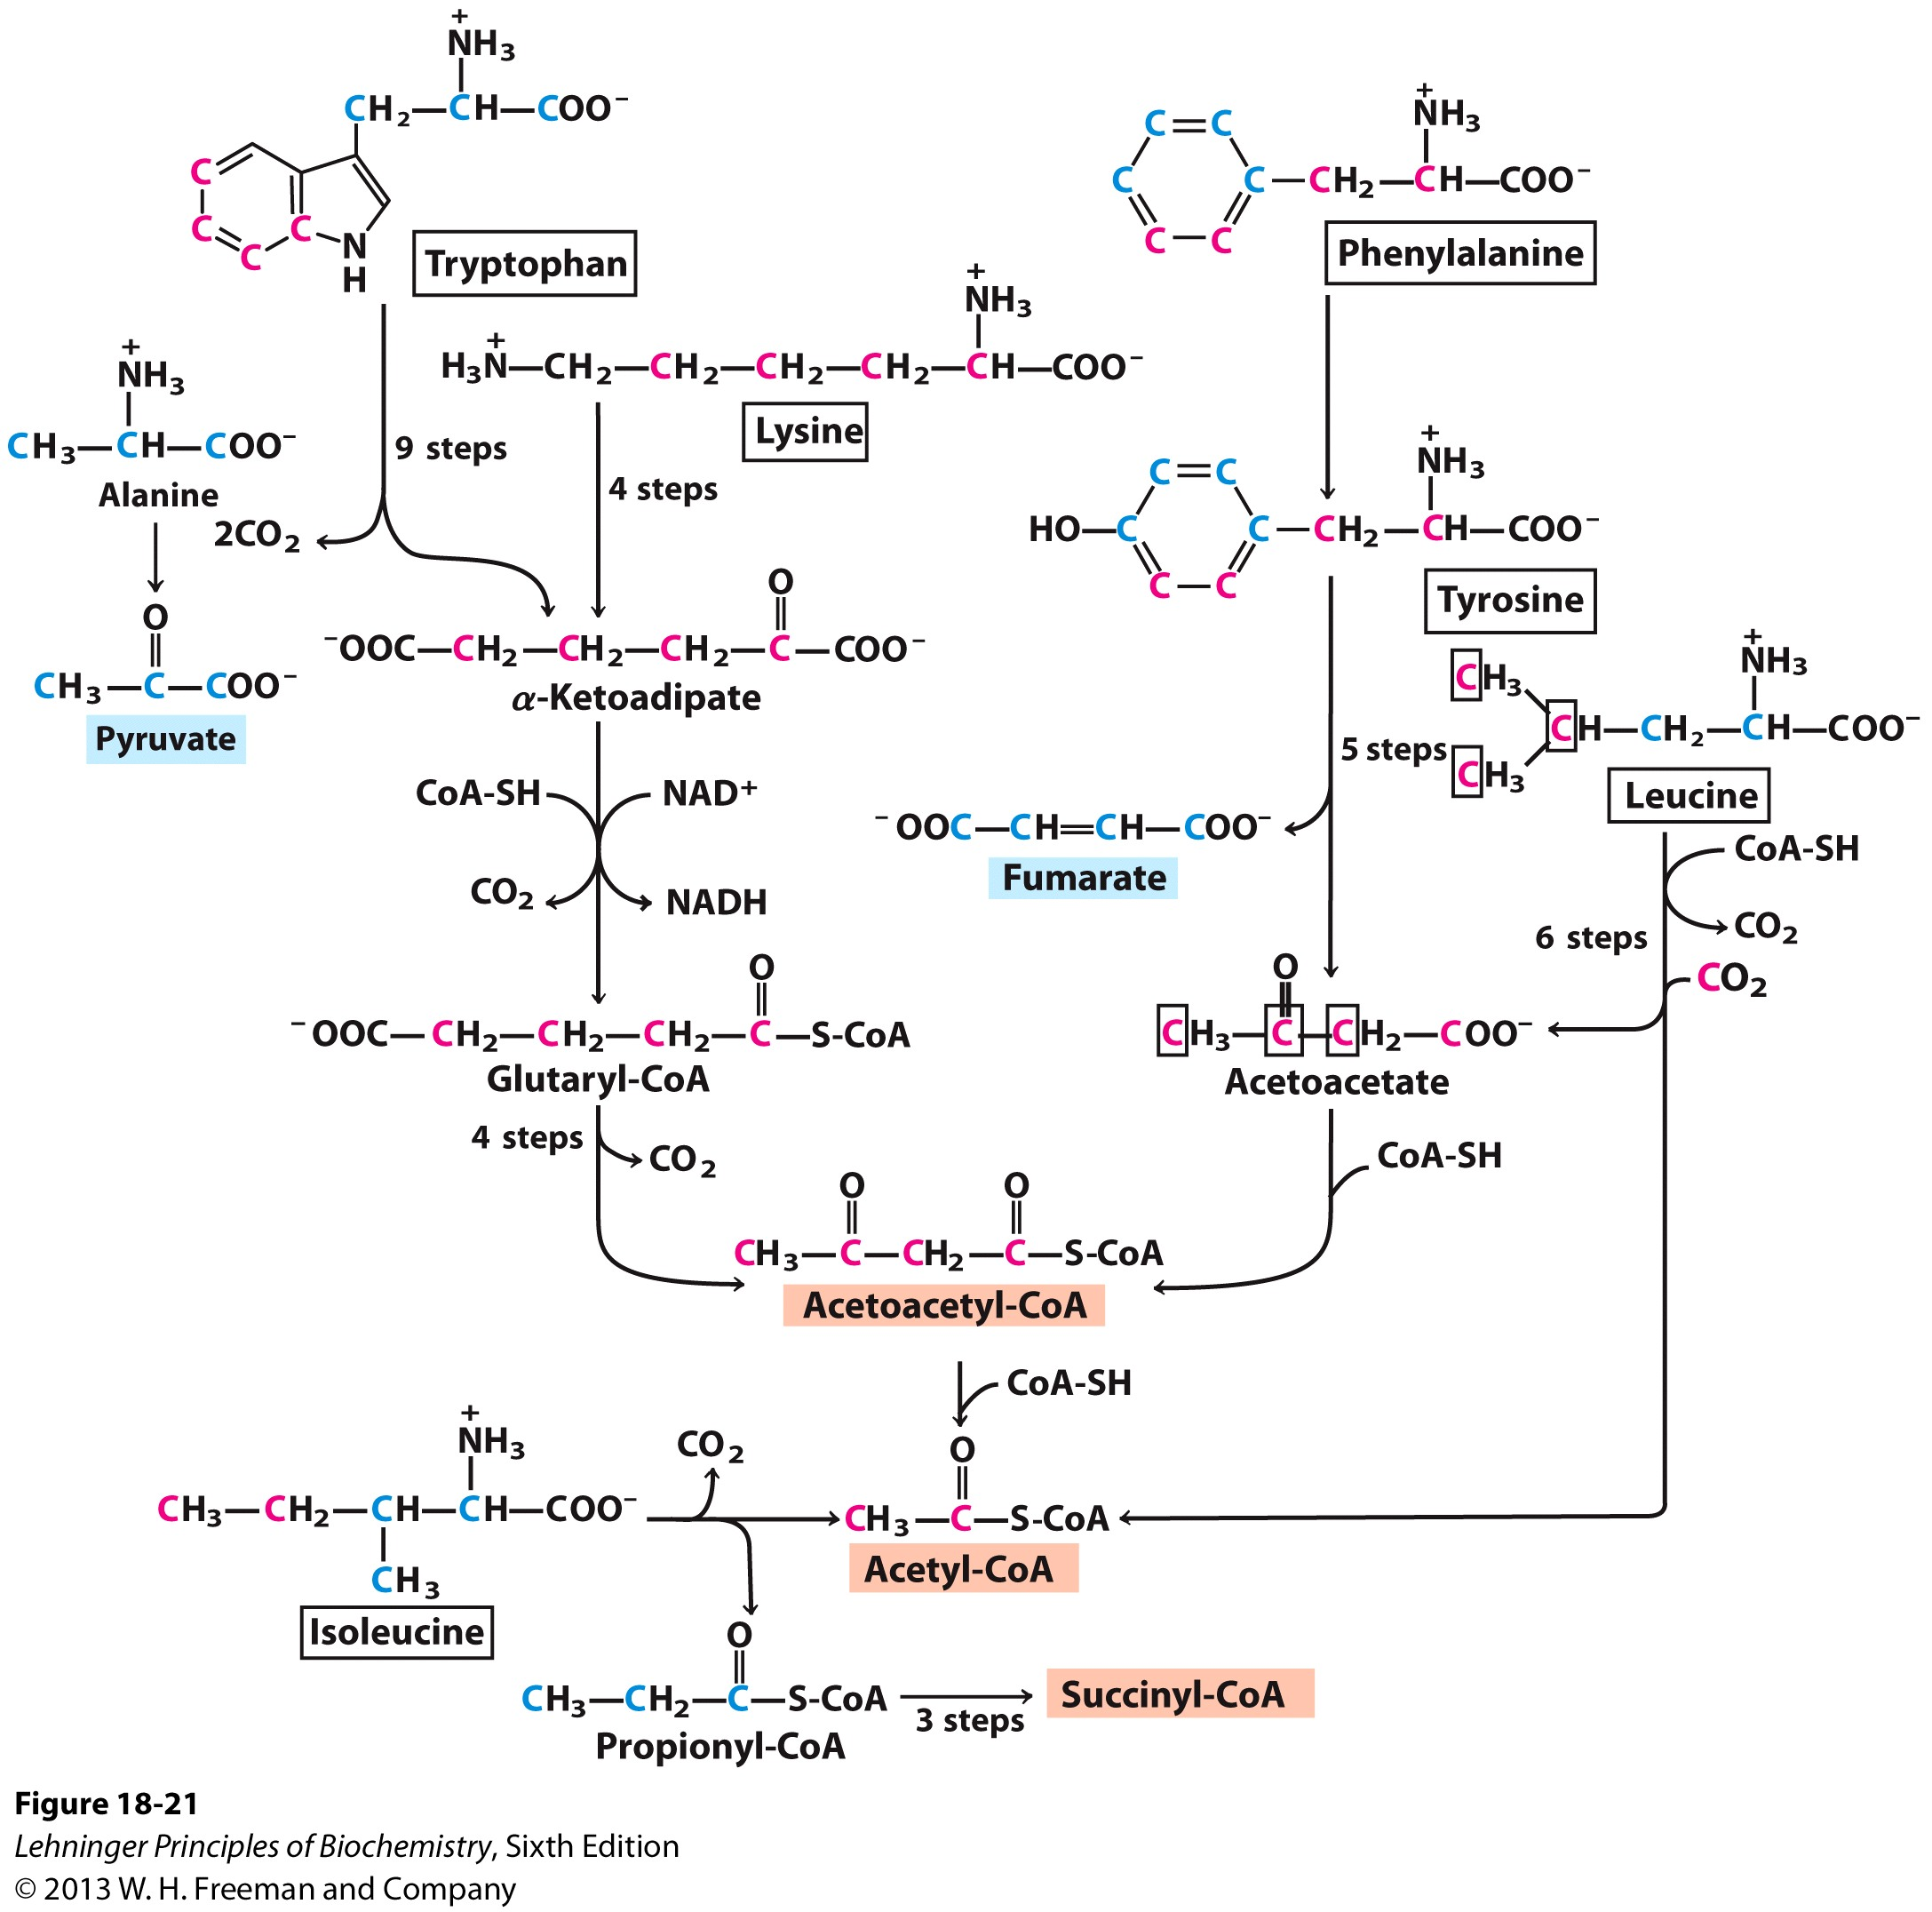 +
NH3
CH2—CH—COO−
C
C
C
C
N
H
Tryptophan
C=C
C
C
C
C
CH2—CH—COO−
+
NH3
Phenylalanine
+
NH3
CH3—CH—COO−
Alanine
+
NH3
+
H3N—CH2—CH2—CH2—CH2—CH—COO−
Lysine
9 steps
4 steps
2CO2
O
CH3—C—COO−
Pyruvate
O
−OOC—CH2—CH2—CH2—C—COO−
α-Ketoadipate
+
NH3
C=C
HO—C
C—CH2—CH—COO−
C—C
Tyrosine
+
NH3
CH3
CH—CH2—CH—COO−
CH3
Leucine
5 steps
CoA-SH
NAD+
CO2
NADH
−OOC—CH=CH—COO−
Fumarate
CoA-SH
CO2
6 steps
CO2
O
−OOC—CH2—CH2—CH2—C—S-CoA
Glutaryl-CoA
O
CH3—C—CH2—COO−
Acetoacetate
4 steps
CO2
CoA-SH
O O
CH3—C—CH2—C—S-CoA
Acetoacetyl-CoA
CoA-SH
+
NH3
CH3—CH2—CH—CH—COO−
CH3
Isoleucine
CO2
O
CH3—C—S-CoA
Acetyl-CoA
O
CH3—CH2—C—S-CoA
Propionyl-CoA
3 steps
Succinyl-CoA
Figure 18-21
Lehninger Principles of Biochemistry, Sixth Edition
© 2013 W. H. Freeman and Company